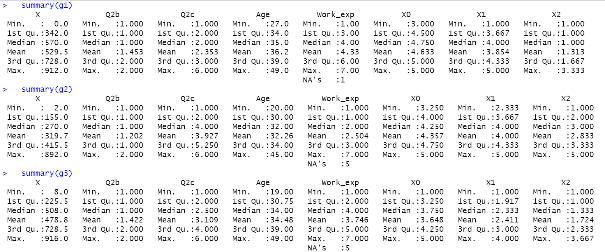 > summary(g1)
X Q2b Q2c Age Work_exp X0 X1 X2
Min. : 0.0 Min. :1.000 Min. :1.000 Min. :27.0 Min. :1.00 Min. :3.000 Min. :1.000 Min. :1.000
1st Qu.:342.0 1st Qu.:1.000 1st Qu.:1.000 1st Qu.:34.0 1st Qu.:3.00 1st Qu.:4.500 1st Qu.:3.667 1st Qu.:1.000
Median :570.0 Median :1.000 Median :2.000 Median :35.0 Median :4.00 Median :4.750 Median :4.000 Median :1.000
Mean :529.5 Mean :1.453 Mean :2.353 Mean :36.2 Mean :4.33 Mean :4.633 Mean :3.854 Mean :1.313
3rd Qu.:728.0 3rd Qu.:2.000 3rd Qu.:3.000 3rd Qu.:39.0 3rd Qu.:6.00 3rd Qu.:5.000 3rd Qu.:4.333 3rd Qu.:1.667
Max. :912.0 Max. :2.000 Max. :6.000 Max. :49.0 Max. :7.00 Max. :5.000 Max. :5.000 Max. :3.333
NA's :1
> summary(g2)
X Q2b Q2c Age Work_exp X0 X1 X2
Min. : 2.0 Min. :1.000 Min. :1.000 Min. :20.00 Min. :1.000 Min. :3.250 Min. :2.333 Min. :1.000
1st Qu.:155.0 1st Qu.:1.000 1st Qu.:2.000 1st Qu.:30.00 1st Qu.:1.000 1st Qu.:4.000 1st Qu.:3.667 1st Qu.:2.000
Median :270.0 Median :1.000 Median :4.000 Median :32.00 Median :2.000 Median :4.250 Median :4.000 Median :3.000
Mean :319.7 Mean :1.202 Mean :3.927 Mean :32.26 Mean :2.504 Mean :4.357 Mean :4.000 Mean :2.833
3rd Qu.:415.5 3rd Qu.:1.000 3rd Qu.:5.250 3rd Qu.:34.00 3rd Qu.:3.000 3rd Qu.:4.750 3rd Qu.:4.333 3rd Qu.:3.333
Max. :892.0 Max. :2.000 Max. :6.000 Max. :45.00 Max. :7.000 Max. :5.000 Max. :5.000 Max. :5.000
NA's :5
> summary(g3)
X Q2b Q2c Age Work_exp X0 X1 X2
Min. : 8.0 Min. :1.000 Min. :1.000 Min. :19.00 Min. :1.000 Min. :1.000 Min. :1.000 Min. :1.000
1st Qu.:225.5 1st Qu.:1.000 1st Qu.:2.000 1st Qu.:30.75 1st Qu.:2.000 1st Qu.:3.250 1st Qu.:1.917 1st Qu.:1.000
Median :508.0 Median :1.000 Median :2.500 Median :34.00 Median :4.000 Median :3.750 Median :2.333 Median :1.333
Mean :478.8 Mean :1.422 Mean :3.109 Mean :34.48 Mean :3.746 Mean :3.648 Mean :2.411 Mean :1.724
3rd Qu.:728.5 3rd Qu.:2.000 3rd Qu.:4.000 3rd Qu.:39.00 3rd Qu.:5.000 3rd Qu.:4.000 3rd Qu.:3.000 3rd Qu.:2.333
Max. :916.0 Max. :2.000 Max. :6.000 Max. :49.00 Max. :7.000 Max. :5.000 Max. :4.000 Max. :3.667
NA's :5